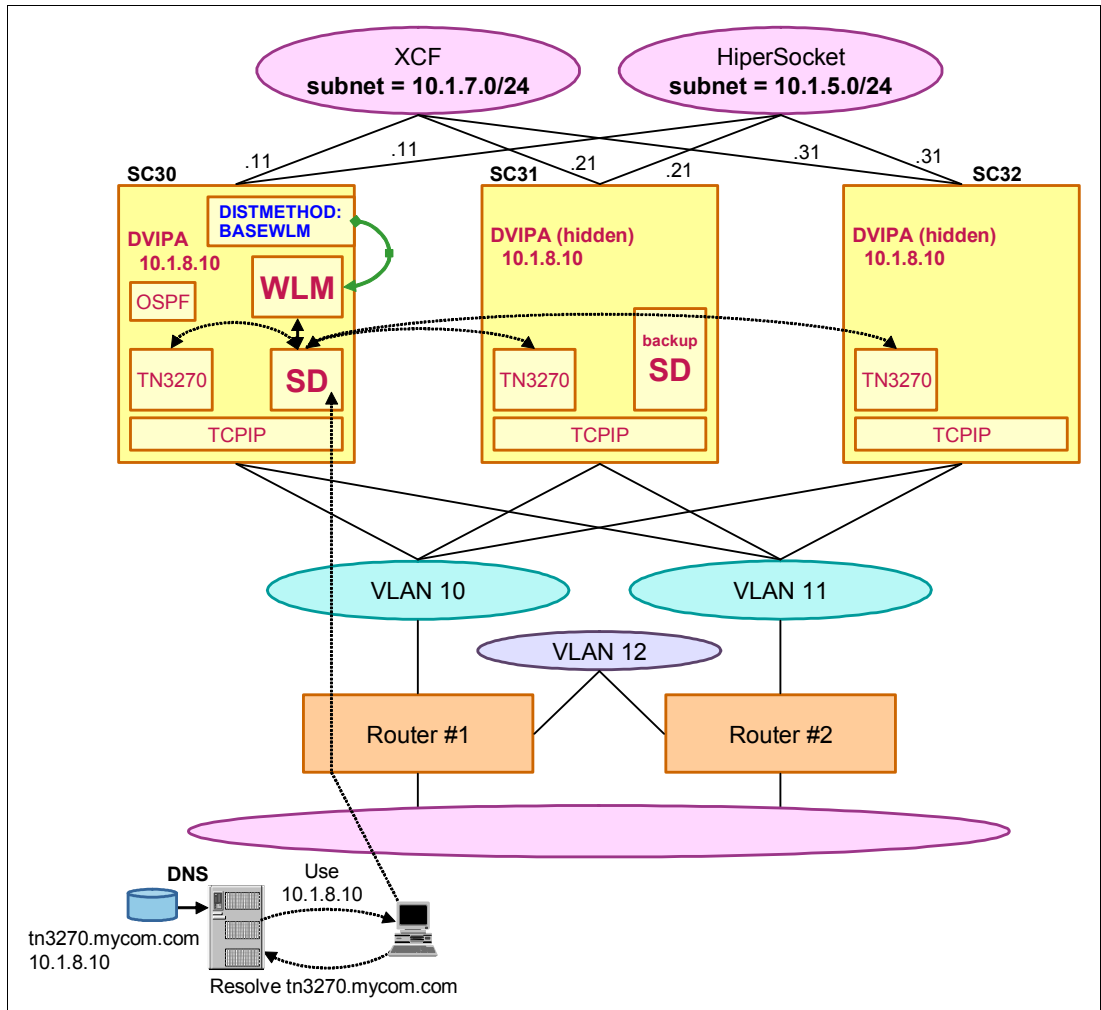 XCF
subnet = 10.1.7.0/24
HiperSocket
subnet = 10.1.5.0/24
.11
.11
.21
.21
.31
.31
SC30
DISTMETHOD:
BASEWLM
DVIPA
10.1.8.10
WLM
OSPF
TN3270
SD
TCPIP
SC31
DVIPA (hidden)
10.1.8.10
backup
SD
TN3270
TCPIP
SC32
DVIPA (hidden)
10.1.8.10
TN3270
TCPIP
VLAN 10
VLAN 11
VLAN 12
Router #1
Router #2
DNS
Use
10.1.8.10
tn3270.mycom.com
10.1.8.10
Resolve tn3270.mycom.com